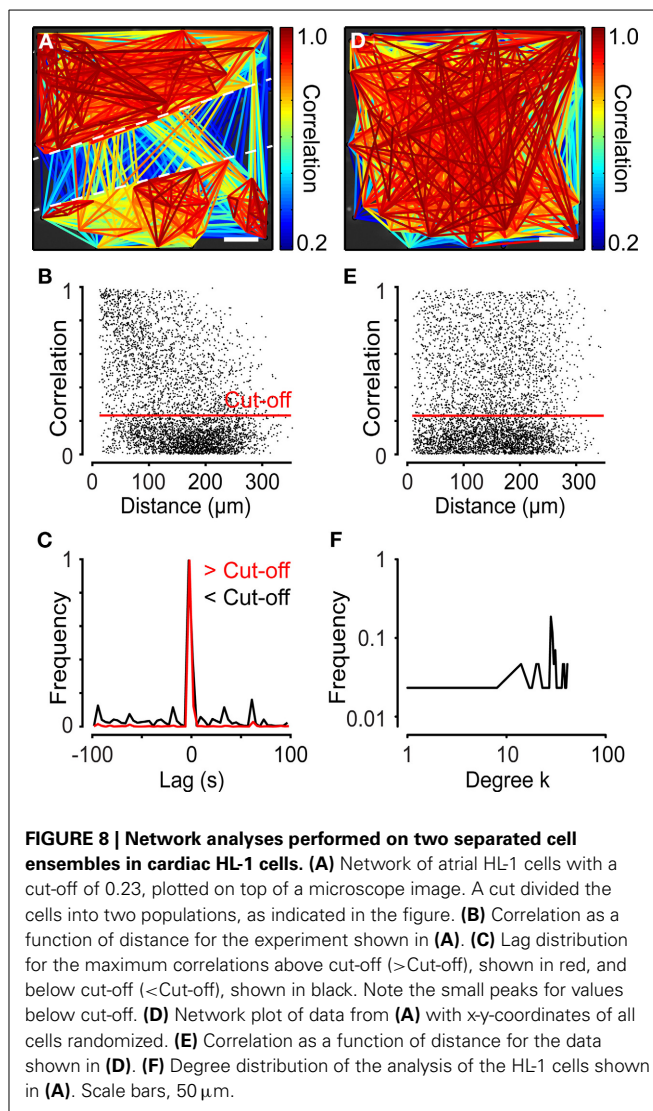 A
1.0
Correlation
0.2
D
1.0
Correlation
0.2
B
1
Correlation
Cut-off
0
0 100 200 300
Distance (µm)
E
1
Correlation
0
0 100 200 300
Distance (µm)
C
1
Frequency
> Cut-off
< Cut-off
0
-100 0 100
Lag (s)
F
1
Frequency
0.1
0.01
1 10 100
Degree k
FIGURE 8 | Network analyses performed on two separated cell
ensembles in cardiac HL-1 cells. (A) Network of atrial HL-1 cells with a
cut-off of 0.23, plotted on top of a microscope image. A cut divided the
cells into two populations, as indicated in the figure. (B) Correlation as a
function of distance for the experiment shown in (A). (C) Lag distribution
for the maximum correlations above cut-off (>Cut-off), shown in red, and
below cut-off (<Cut-off), shown in black. Note the small peaks for values
below cut-off. (D) Network plot of data from (A) with x-y-coordinates of all
cells randomized. (E) Correlation as a function of distance for the data
shown in (D). (F) Degree distribution of the analysis of the HL-1 cells shown
in (A). Scale bars, 50 µm.